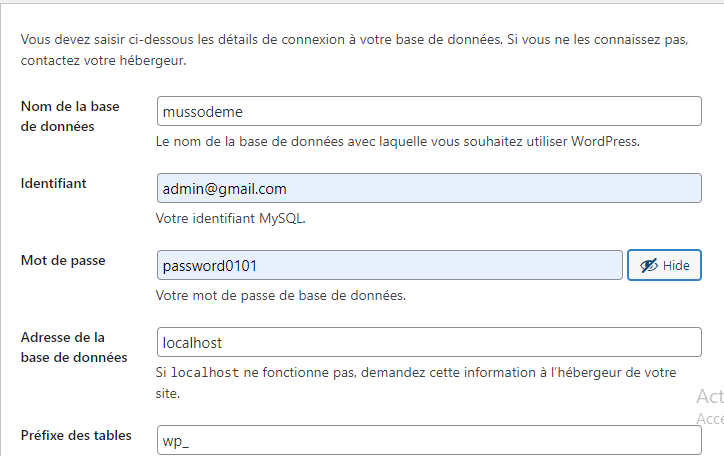 Vous devez saisir ci-dessous les détails de connexion à votre base de données. Si vous ne les connaissez pas,
contactez votre hébergeur.
Nom de la base
de données
mussodeme
Le nom de la base de données avec laquelle vous souhaitez utiliser WordPress.
Identifiant
admin@gmail.com
Votre identifiant MySQL.
Mot de passe
password0101
Hide
Votre mot de passe de base de données.
Adresse de la
base de données
localhost
Si localhost ne fonctionne pas, demandez cette information à l'hébergeur de votre
site.
Préfixe des tables
wp_